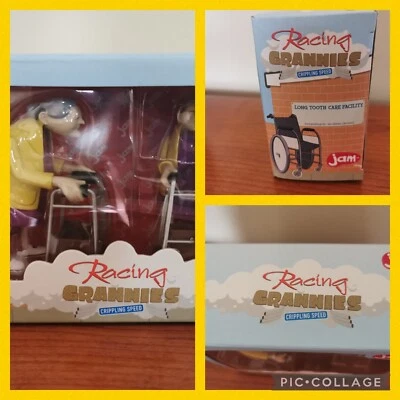 Racing
GRANNIES
CRIPPLING SPEED
Racing
GRANNIES
CRIPPLING SPEED
LONG TOOTH CARE FACILITY
jam
Racing
GRANNIES
CRIPPLING SPEED
PIC•COLLAGE